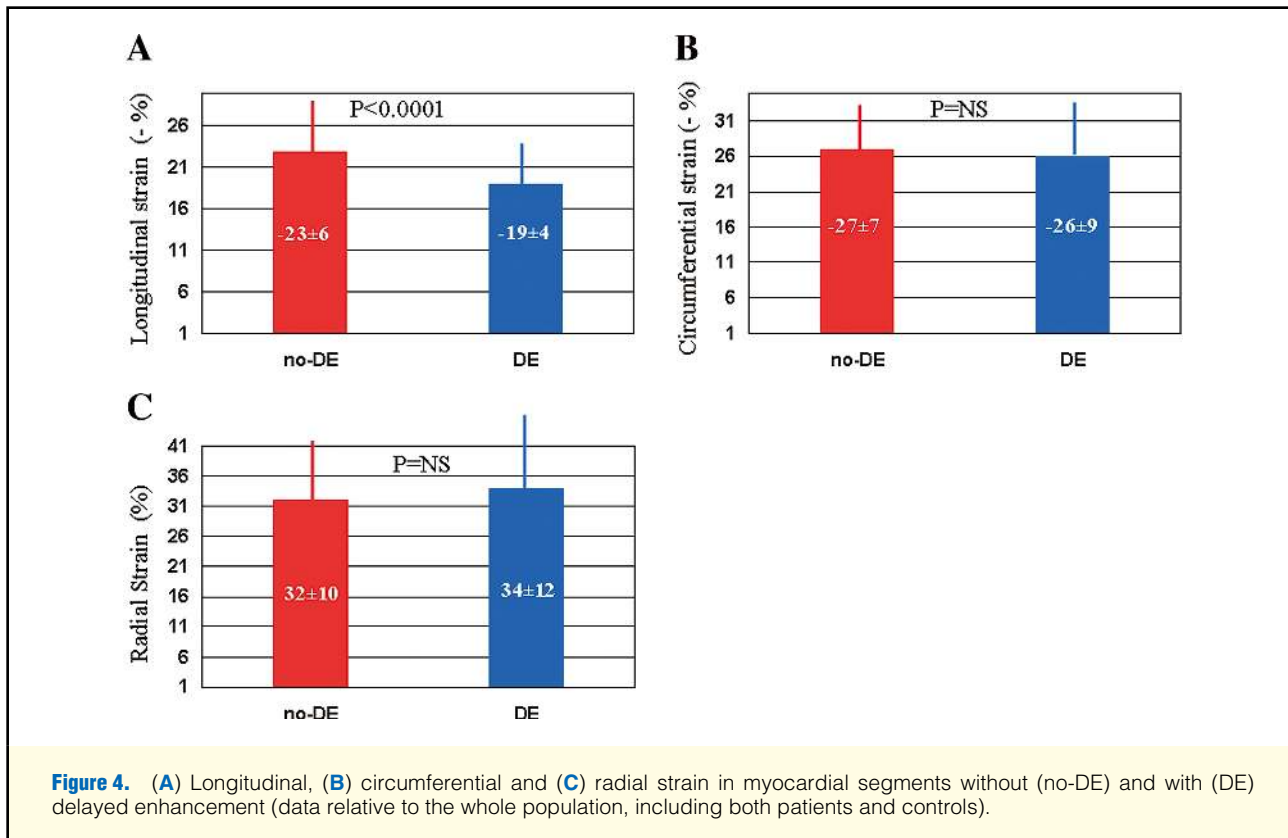 A
Longitudinal strain (- %)
P<0.0001
26
21
16
11
6
1
-23±6
-19±4
no-DE
DE
B
Circumferential strain (- %)
P=NS
31
26
21
16
11
6
1
-27±7
-26±9
no-DE
DE
C
Radial Strain (%)
P=NS
41
36
31
26
21
16
11
6
1
32±10
34±12
no-DE
DE
Figure 4. (A) Longitudinal, (B) circumferential and (C) radial strain in myocardial segments without (no-DE) and with (DE)
delayed enhancement (data relative to the whole population, including both patients and controls).